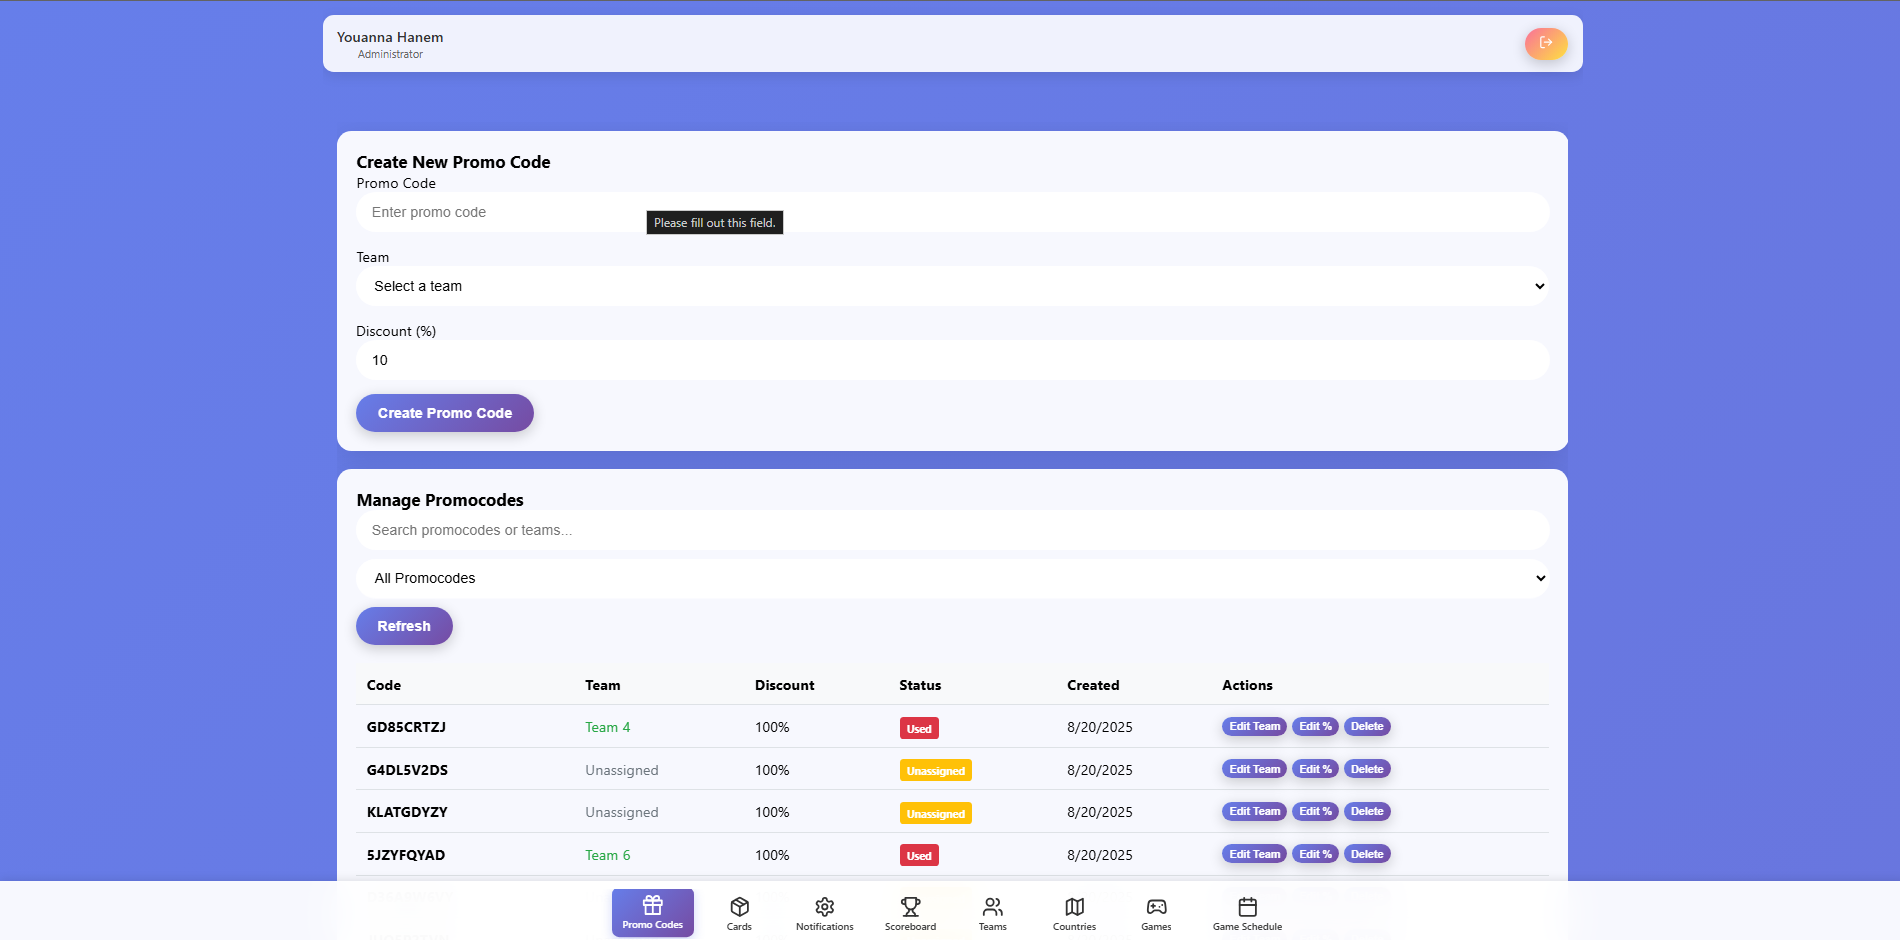 Youanna Hanem
Administrator
Create New Promo Code
Promo Code
Enter promo code
Please fill out this field.
Team
Select a team
Discount (%)
10
Create Promo Code
Manage Promocodes
Search promocodes or teams...
All Promocodes
Refresh
Code Team Discount Status Created Actions
GD85CRTZJ Team 4 100% Used 8/20/2025 Edit Team Edit % Delete
G4DL5V2DS Unassigned 100% Unassigned 8/20/2025 Edit Team Edit % Delete
KLATGDYZY Unassigned 100% Unassigned 8/20/2025 Edit Team Edit % Delete
5JZYFQYAD Team 6 100% Used 8/20/2025 Edit Team Edit % Delete
Promo Codes Cards Notifications Scoreboard Teams Countries Games Game Schedule